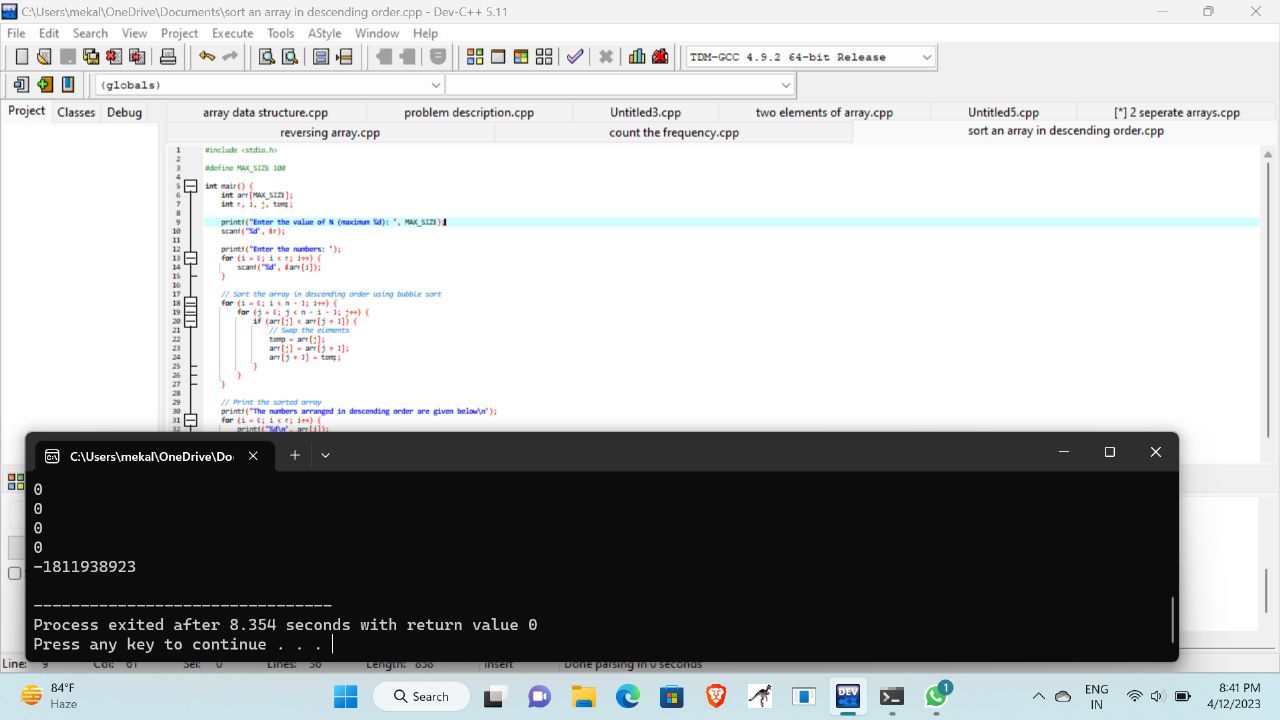 C:\Users\mekal\OneDrive\Documents\sort an array in descending order.cpp - Dev-C++ 5.11
File Edit Search View Project Execute Tools AStyle Window Help
TDM-GCC 4.9.2 64-bit Release
(globals)
Project Classes Debug
array data structure.cpp problem description.cpp Untitled3.cpp two elements of array.cpp Untitled5.cpp [*] 2 seperate arrays.cpp
reversing array.cpp count the frequency.cpp sort an array in descending order.cpp
1 #include <stdio.h>
2
3 #define MAX_SIZE 100
4
5 int main() {
6 int arr[MAX_SIZE];
7 int n, i, j, temp;
8
9 printf("Enter the value of N (maximum %d): ", MAX_SIZE);
10 scanf("%d", &n);
11
12 printf("Enter the numbers: ");
13 for (i = 0; i < n; i++) {
14 scanf("%d", &arr[i]);
15 }
16
17 // Sort the array in descending order using bubble sort
18 for (i = 0; i < n - 1; i++) {
19 for (j = 0; j < n - i - 1; j++) {
20 if (arr[j] < arr[j + 1]) {
21 // Swap the elements
22 temp = arr[j];
23 arr[j] = arr[j + 1];
24 arr[j + 1] = temp;
25 }
26 }
27 }
28
29 // Print the sorted array
30 printf("The numbers arranged in descending order are given below\n");
31 for (i = 0; i < n; i++) {
32 printf("%d\n", arr[i]);
C:\Users\mekal\OneDrive\Do
0
0
0
0
-1811938923
--------------------------------
Process exited after 8.354 seconds with return value 0
Press any key to continue . . .
Line: 9 Col: 61 Sel: 0 Lines: 36 Length: 838 Insert Done parsing in 0 seconds
84°F
Haze
Search
DEV
1
ENG
IN
8:41 PM
4/12/2023